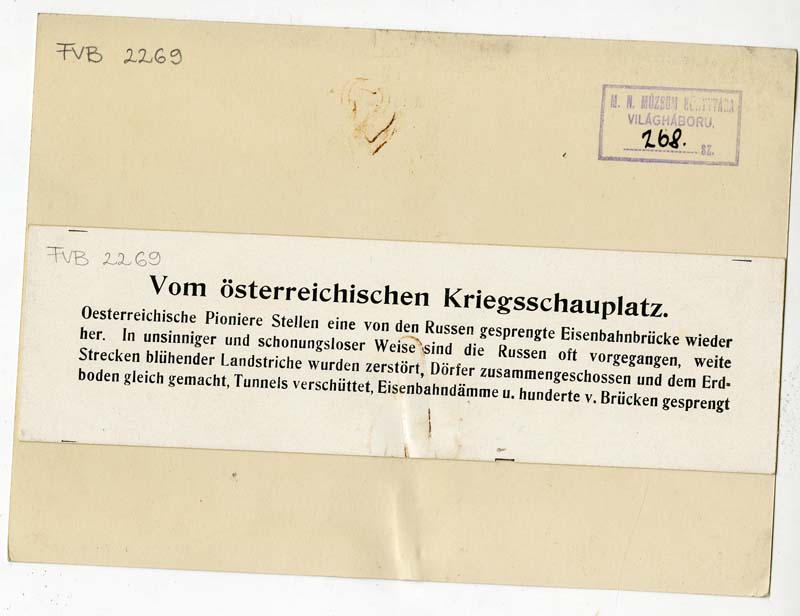 FVB 2269
M. N. MÚZEUM KÖNYVTÁRA
VILÁGHÁBORU.
268.
SZ.
FVB 2269
Vom österreichischen Kriegsschauplatz.
Oesterreichische Pioniere Stellen eine von den Russen gesprengte Eisenbahnbrücke wieder
her. In unsinniger und schonungsloser Weise sind die Russen oft vorgegangen, weite
Strecken blühender Landstriche wurden zerstört, Dörfer zusammengeschossen und dem Erd-
boden gleich gemacht, Tunnels verschüttet, Eisenbahndämme u. hunderte v. Brücken gesprengt